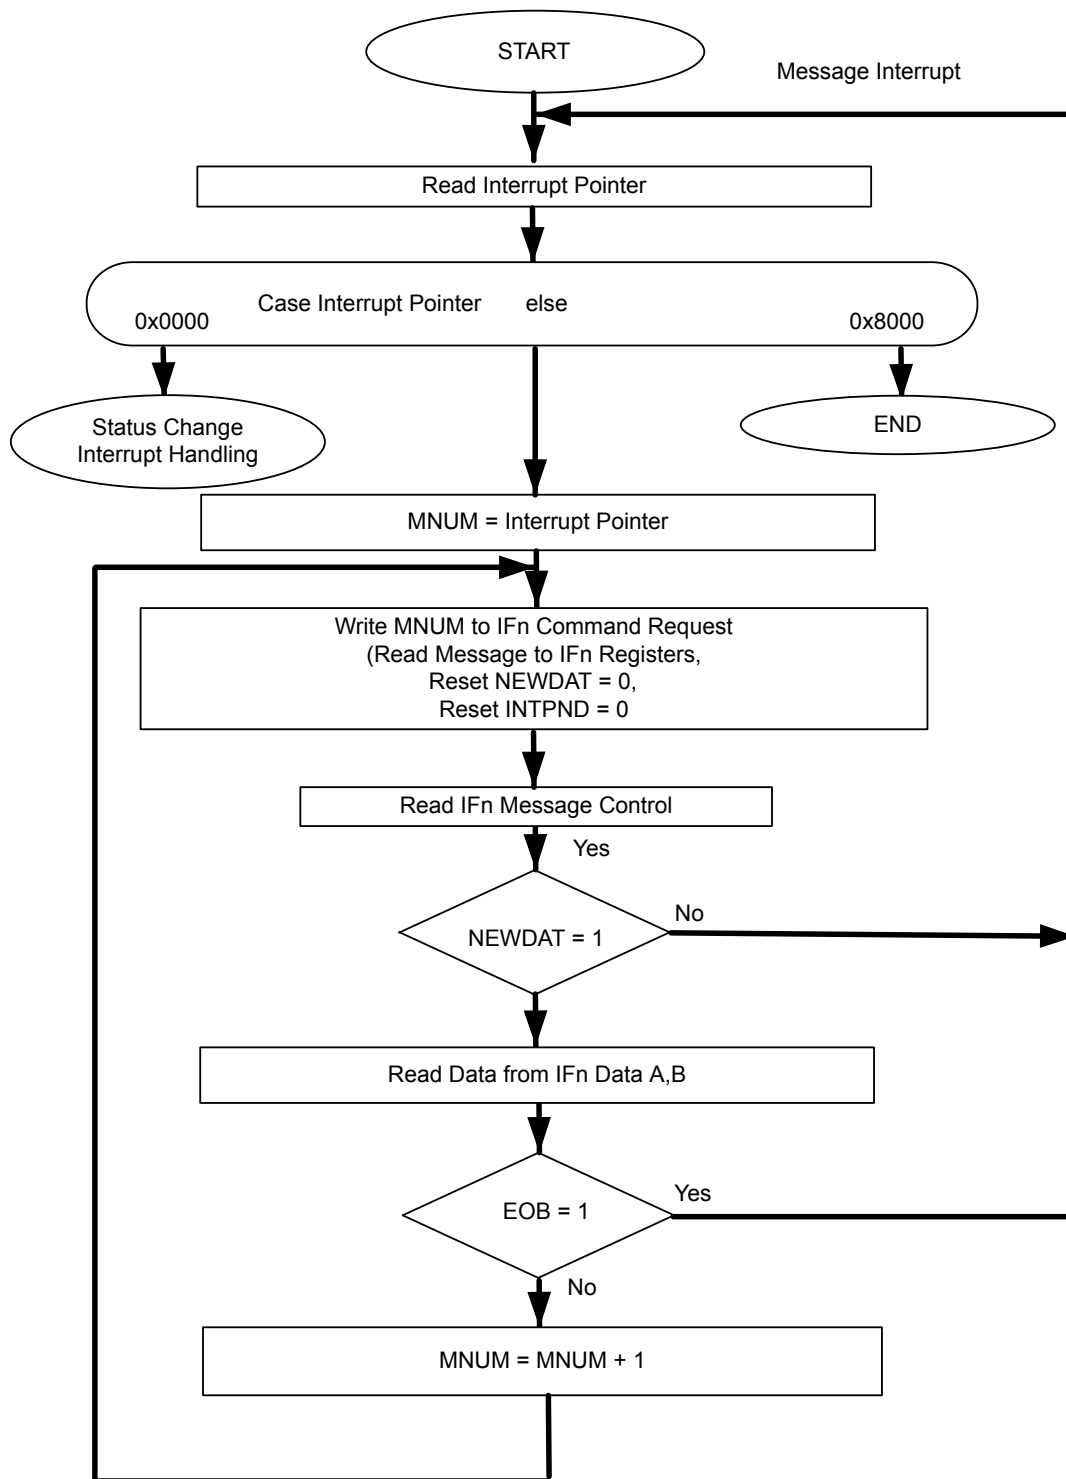 START
Message Interrupt
Read Interrupt Pointer
Case Interrupt Pointer else
0x0000
0x8000
Status Change
Interrupt Handling
END
MNUM = Interrupt Pointer
Write MNUM to IFn Command Request
(Read Message to IFn Registers,
Reset NEWDAT = 0,
Reset INTPND = 0
Read IFn Message Control
Yes
NEWDAT = 1
No
Read Data from IFn Data A,B
EOB = 1
Yes
No
MNUM = MNUM + 1